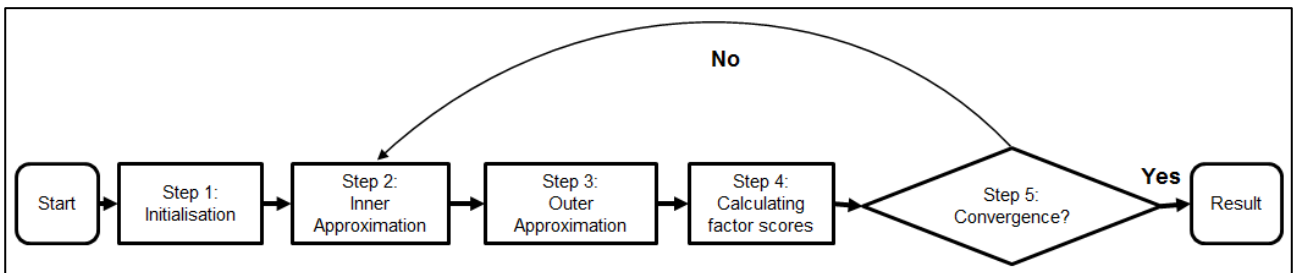 No
Start
Step 1:
Initialisation
Step 2:
Inner
Approximation
Step 3:
Outer
Approximation
Step 4:
Calculating
factor scores
Step 5:
Convergence?
Yes
Result